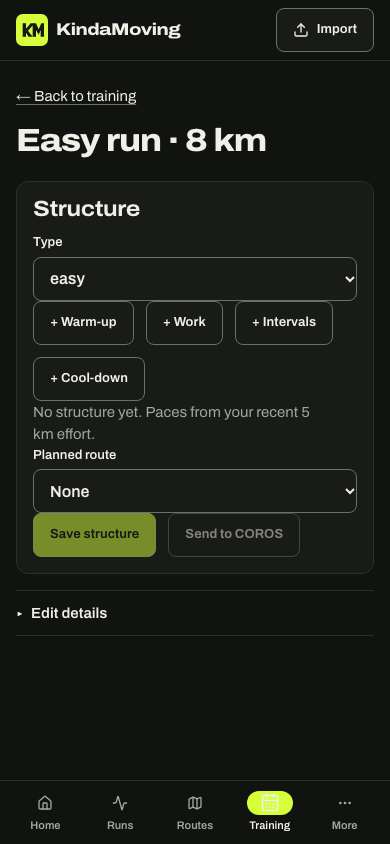 KM KindaMoving
Import
← Back to training
Easy run · 8 km
Structure
Type
easy
+ Warm-up
+ Work
+ Intervals
+ Cool-down
No structure yet. Paces from your recent 5
km effort.
Planned route
None
Save structure
Send to COROS
▸ Edit details
Home
Runs
Routes
Training
More